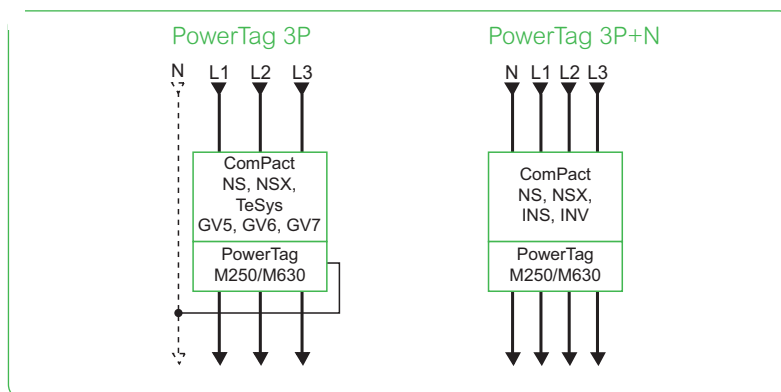 PowerTag 3P
N L1 L2 L3
ComPact
NS, NSX,
TeSys
GV5, GV6, GV7
PowerTag
M250/M630
PowerTag 3P+N
N L1 L2 L3
ComPact
NS, NSX,
INS, INV
PowerTag
M250/M630